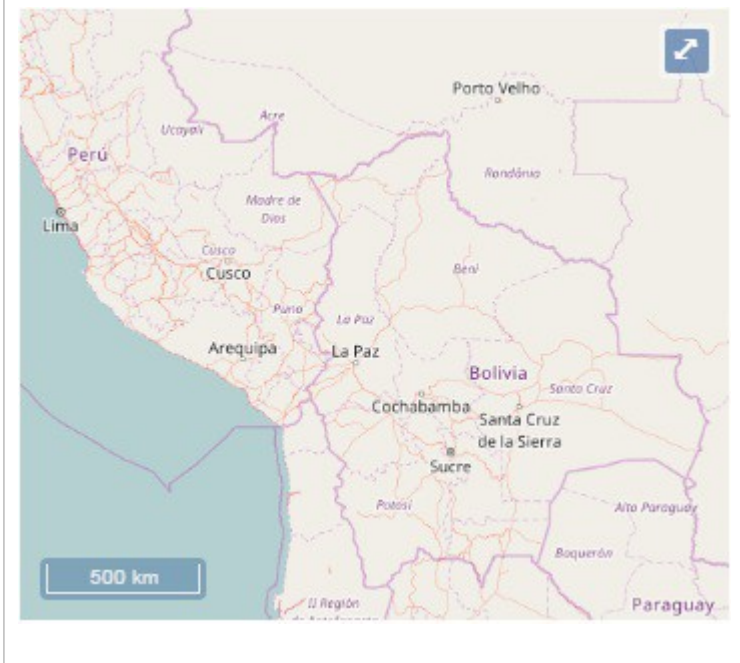 Porto Velho
Acre
Ucayali
Perú
Rondônia
Madre de
Dios
Lima
Cusco
Cusco
Beni
Puno
La Paz
Arequipa
La Paz
Bolivia
Santa Cruz
Cochabamba
Santa Cruz
de la Sierra
Sucre
Potosí
Alto Paraguay
Boquerón
500 km
II Región
de Antofagasta
Paraguay